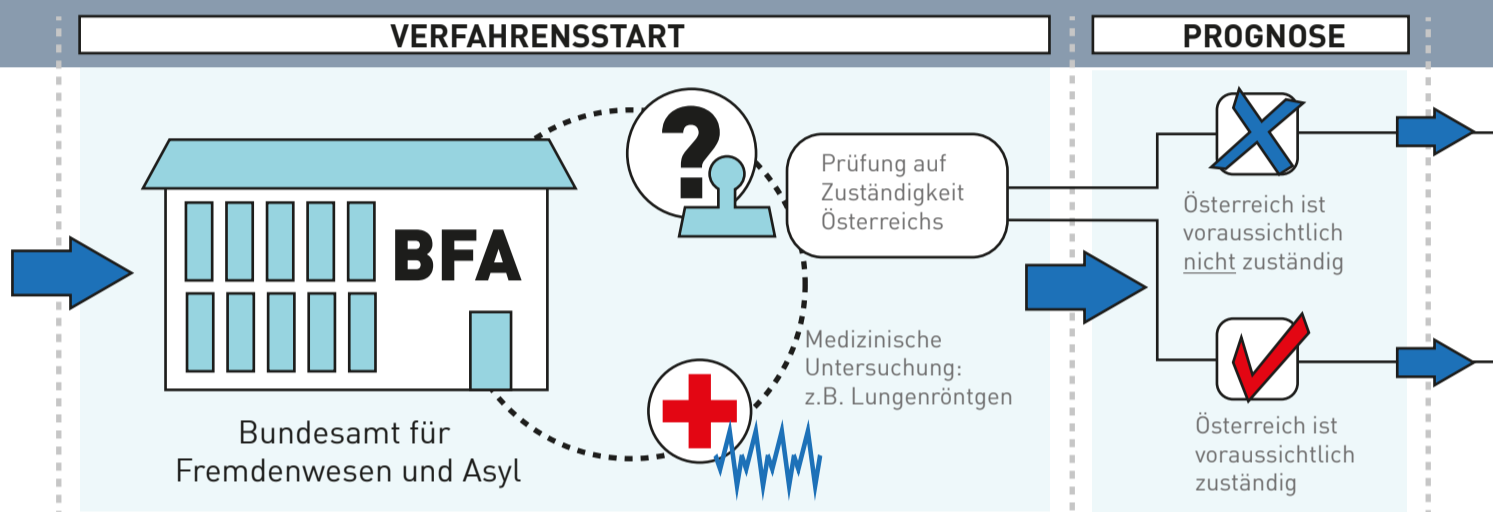 VERFAHRENSSTART
PROGNOSE
?
BFA
Bundesamt für
Fremdenwesen und Asyl
Prüfung auf
Zuständigkeit
Österreichs
Medizinische
Untersuchung:
z.B. Lungenröntgen
Österreich ist
voraussichtlich
nicht zuständig
Österreich ist
voraussichtlich
zuständig